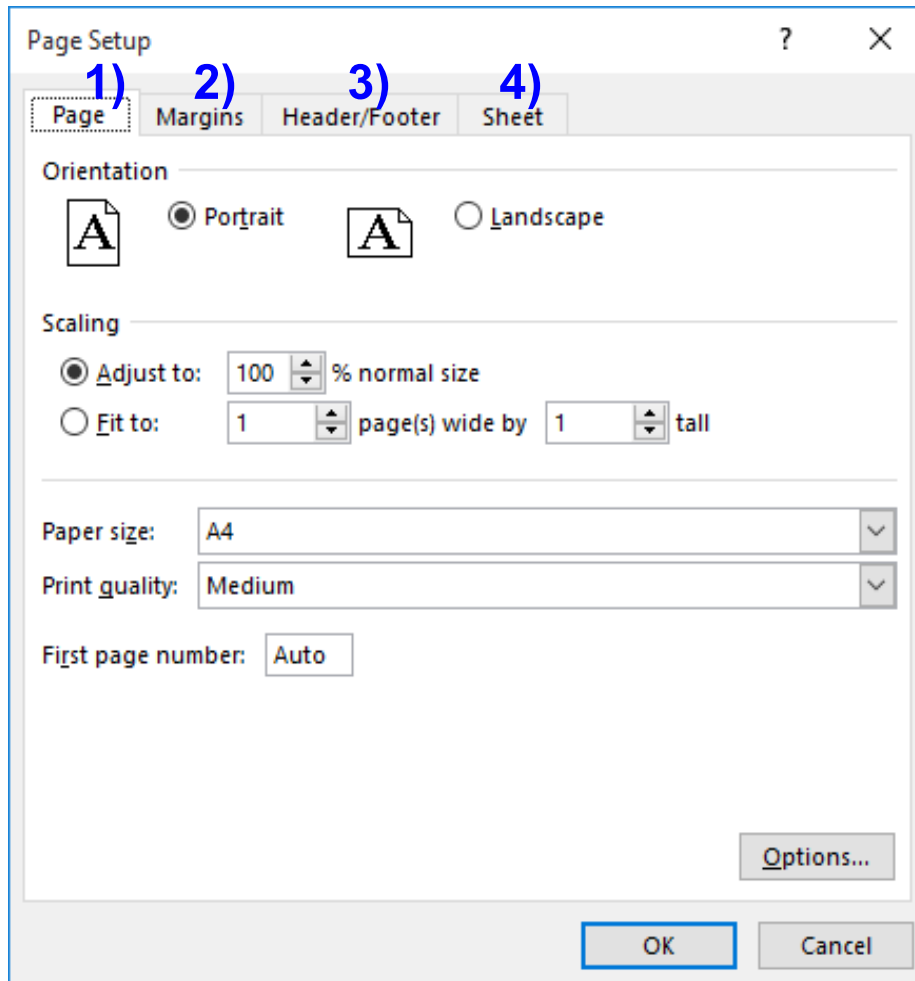 Page Setup ?
1) 2) 3) 4)
Page Margins Header/Footer Sheet
Orientation
A Portrait A Landscape
Scaling
Adjust to: 100 % normal size
Fit to: 1 page(s) wide by 1 tall
Paper size: A4
Print quality: Medium
First page number: Auto
Options...
OK Cancel